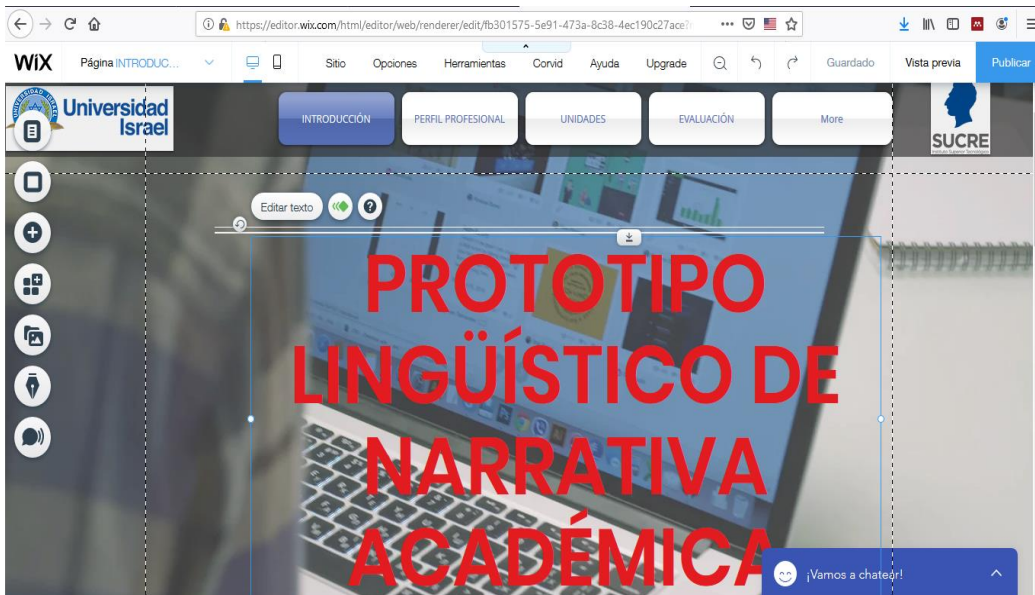 https://editor.wix.com/html/editor/web/renderer/edit/fb301575-5e91-473a-8c38-4ec190c27ace?
WiX Página INTRODUC... Sitio Opciones Herramientas Corvid Ayuda Upgrade Guardado Vista previa Publicar
Universidad
Israel
INTRODUCCIÓN PERFIL PROFESIONAL UNIDADES EVALUACIÓN More
SUCRE
Editar texto
PROTOTIPO
LINGÜÍSTICO DE
NARRATIVA
ACADÉMICA
¡Vamos a chatear!